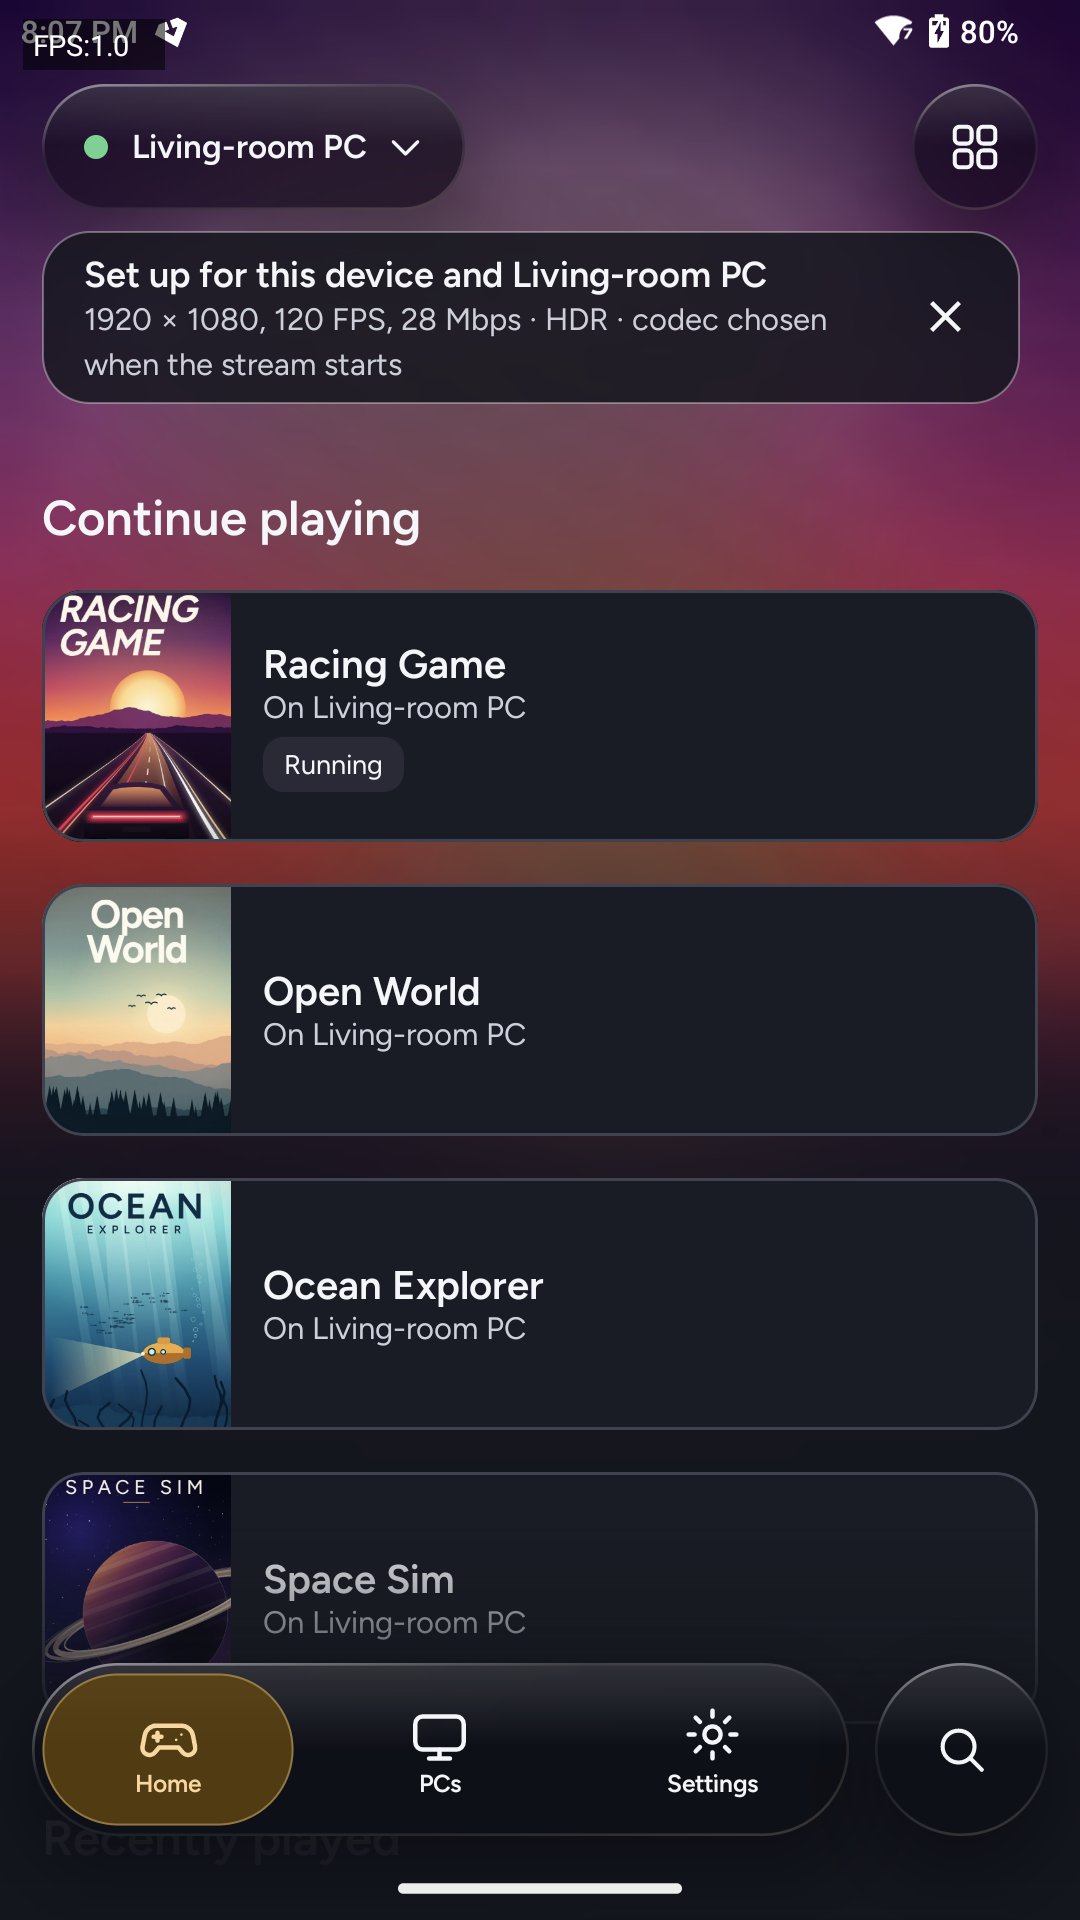 8:07 PM
FPS:1.0
7
80%
Living-room PC
Set up for this device and Living-room PC
1920 × 1080, 120 FPS, 28 Mbps · HDR · codec chosen
when the stream starts
Continue playing
RACING
GAME
Racing Game
On Living-room PC
Running
Open
World
Open World
On Living-room PC
OCEAN
EXPLORER
Ocean Explorer
On Living-room PC
SPACE SIM
Space Sim
On Living-room PC
Home
PCs
Settings
Recently played